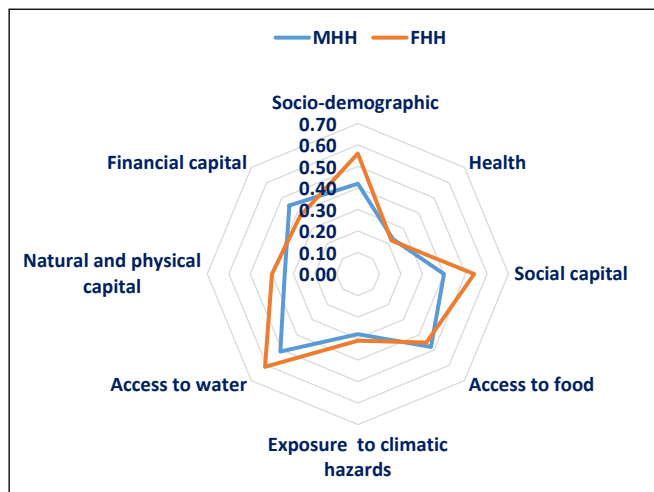 MHH
FHH
Socio-demographic
0.70
0.60
0.50
0.40
0.30
0.20
0.10
0.00
Health
Social capital
Access to food
Exposure to climatic
hazards
Access to water
Natural and physical
capital
Financial capital